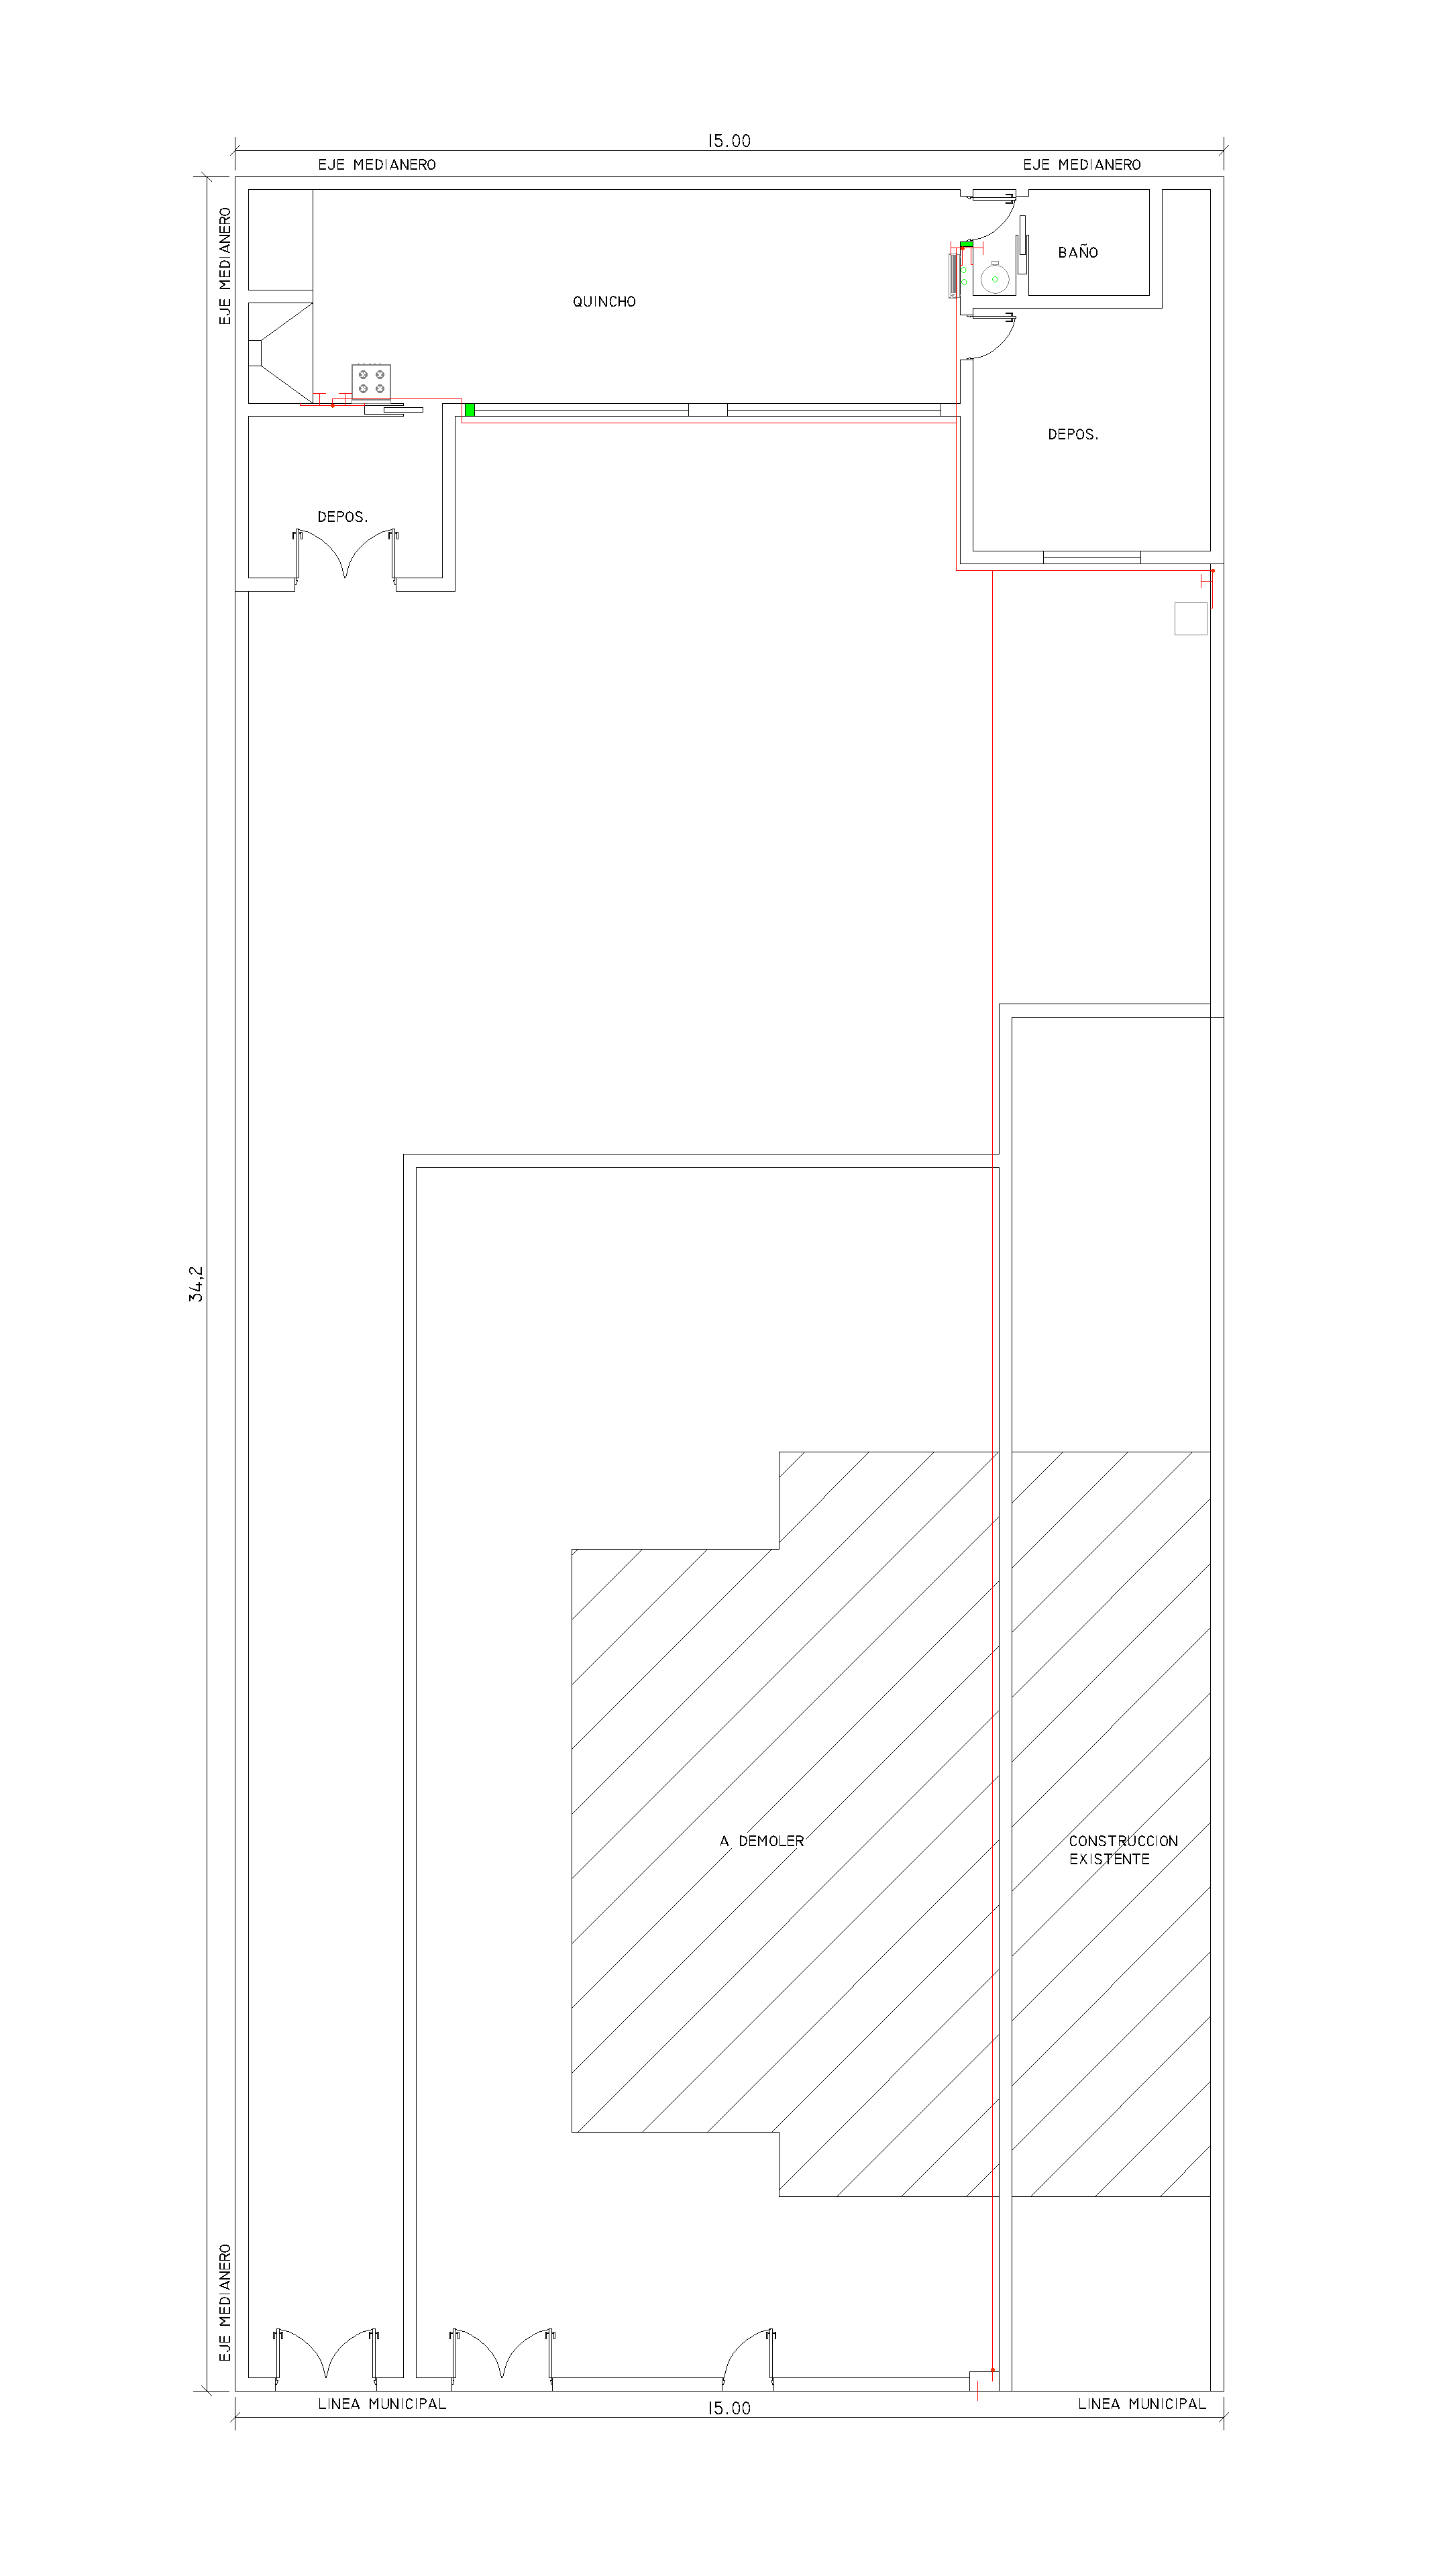 15.00
EJE MEDIANERO
EJE MEDIANERO
EJE MEDIANERO
BAÑO
QUINCHO
DEPOS.
DEPOS.
34,2
A DEMOLER
CONSTRUCCION
EXISTENTE
EJE MEDIANERO
LINEA MUNICIPAL
15.00
LINEA MUNICIPAL